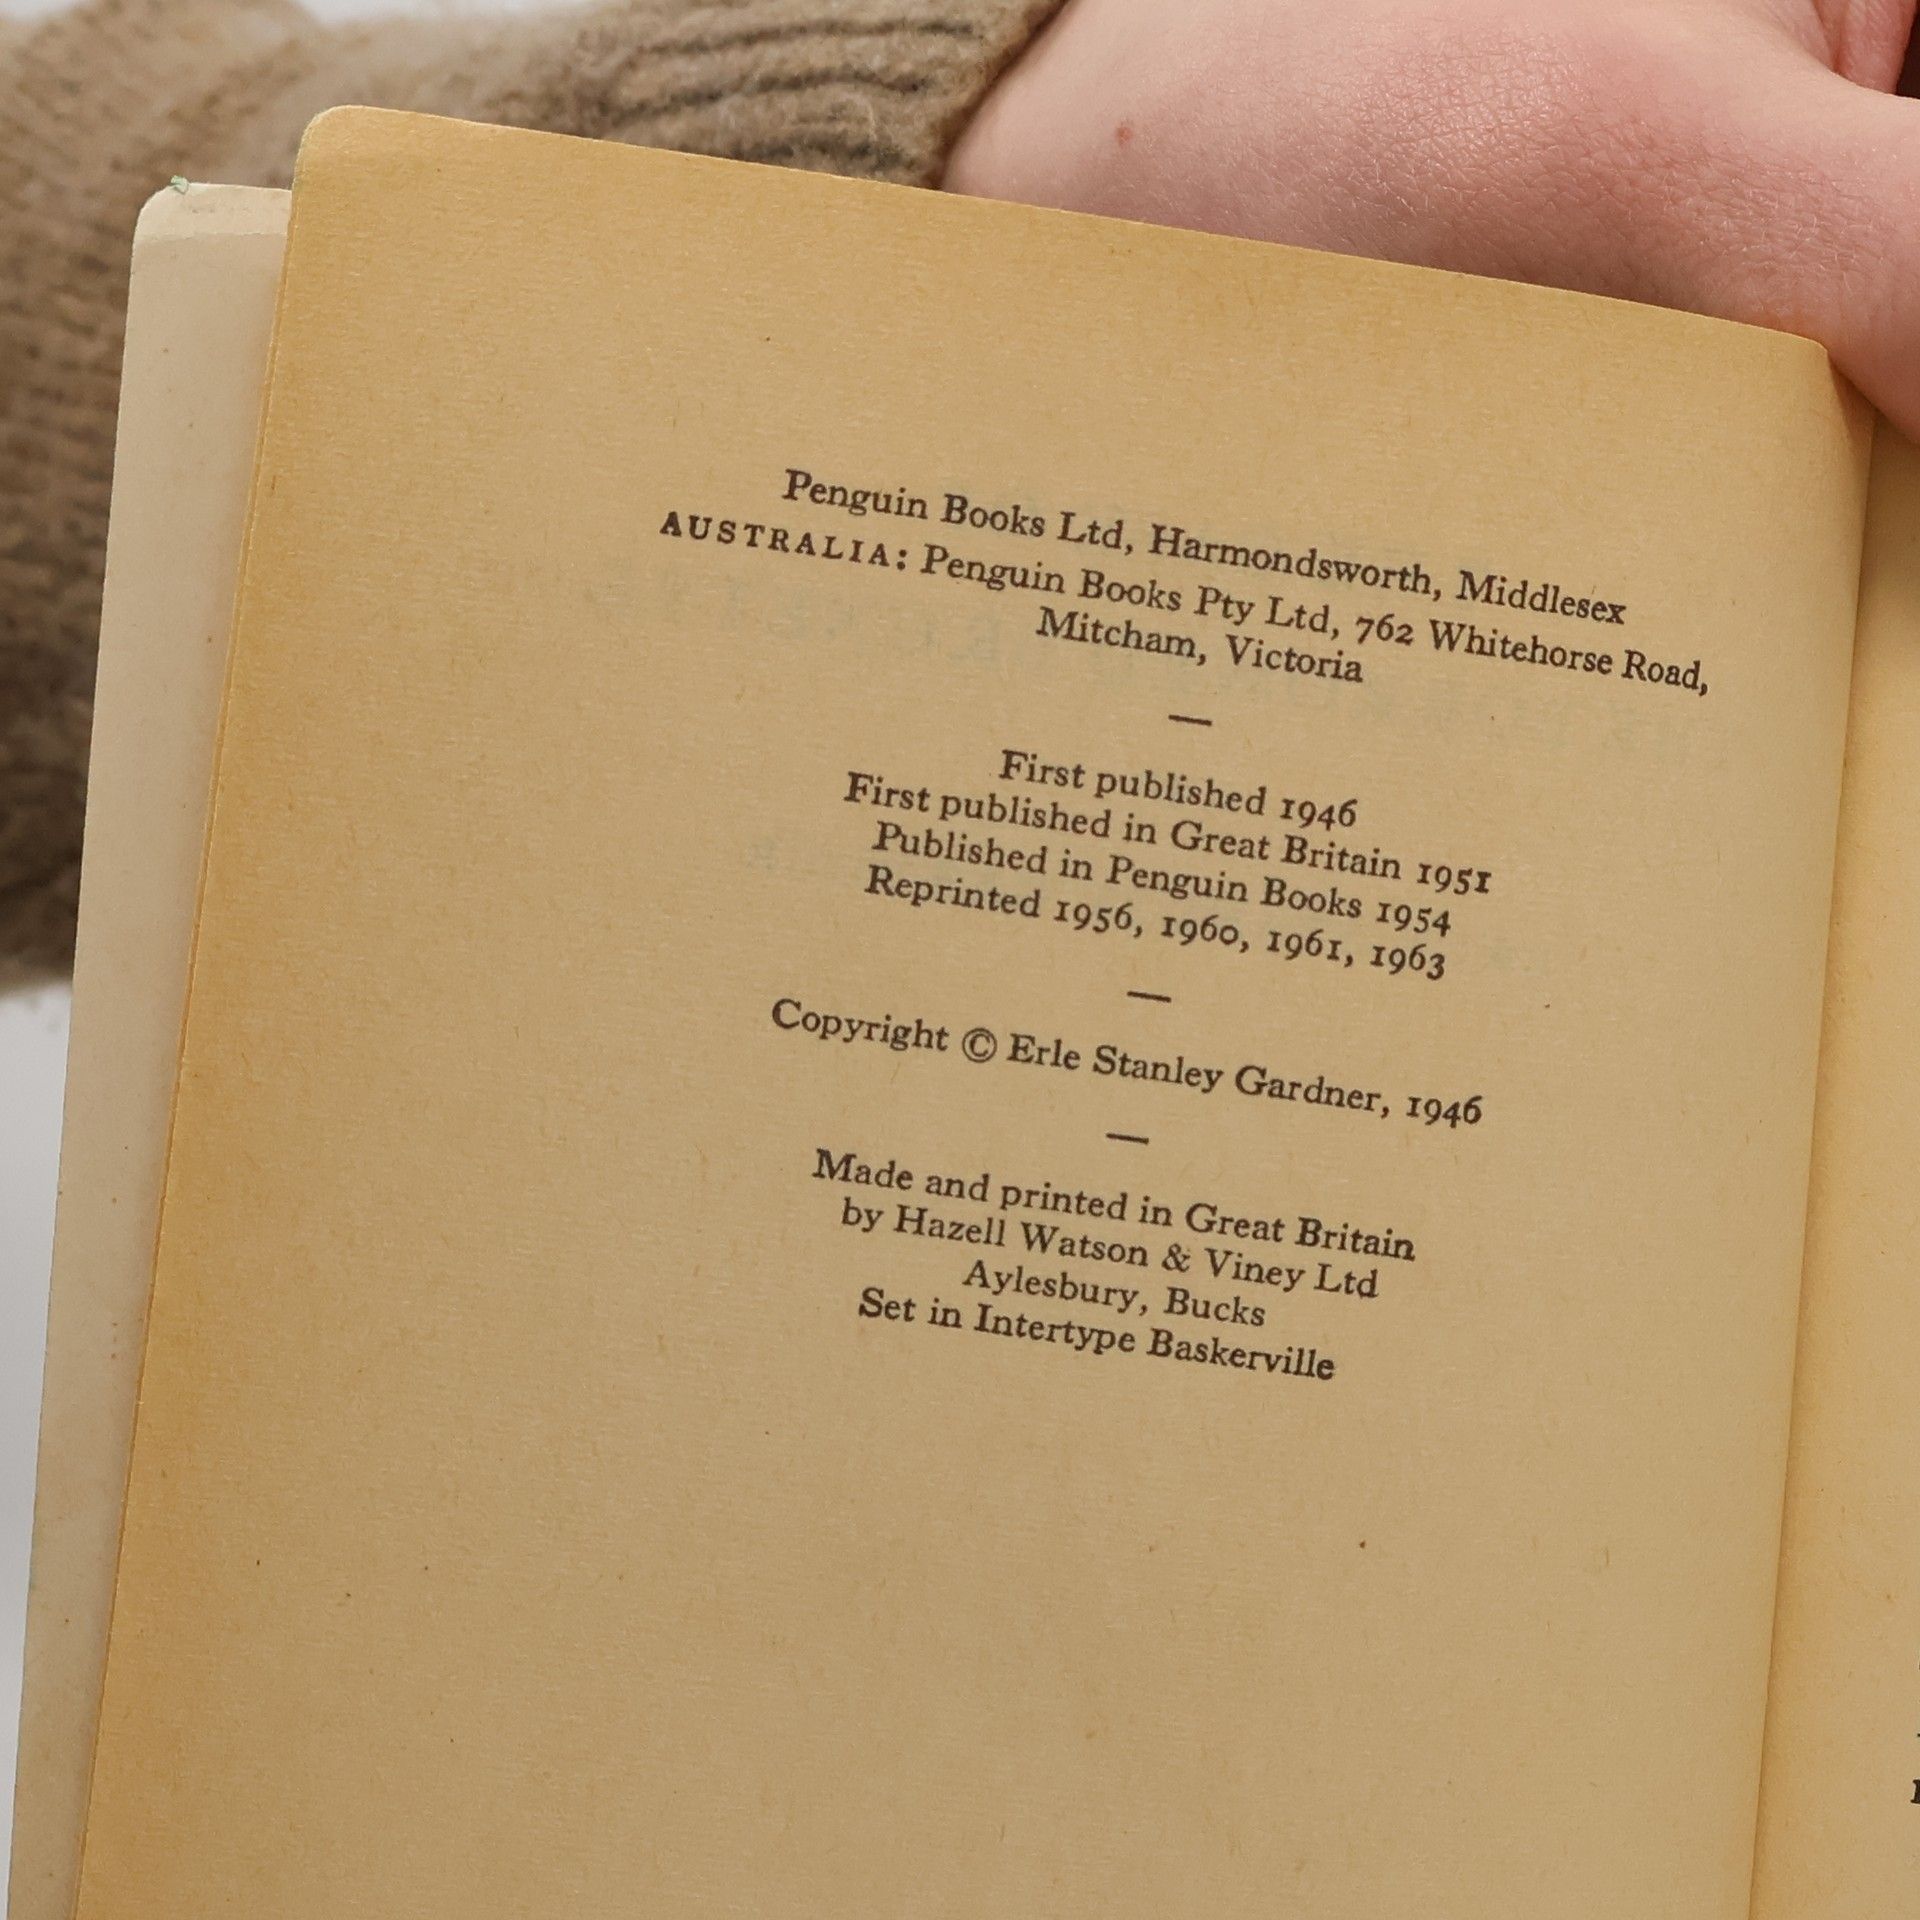 Penguin Books Ltd, Harmondsworth, Middlesex
AUSTRALIA: Penguin Books Pty Ltd, 762 Whitehorse Road,
Mitcham, Victoria
—
First published 1946
First published in Great Britain 1951
Published in Penguin Books 1954
Reprinted 1956, 1960, 1961, 1963
—
Copyright © Erle Stanley Gardner, 1946
—
Made and printed in Great Britain
by Hazell Watson & Viney Ltd
Aylesbury, Bucks
Set in Intertype Baskerville